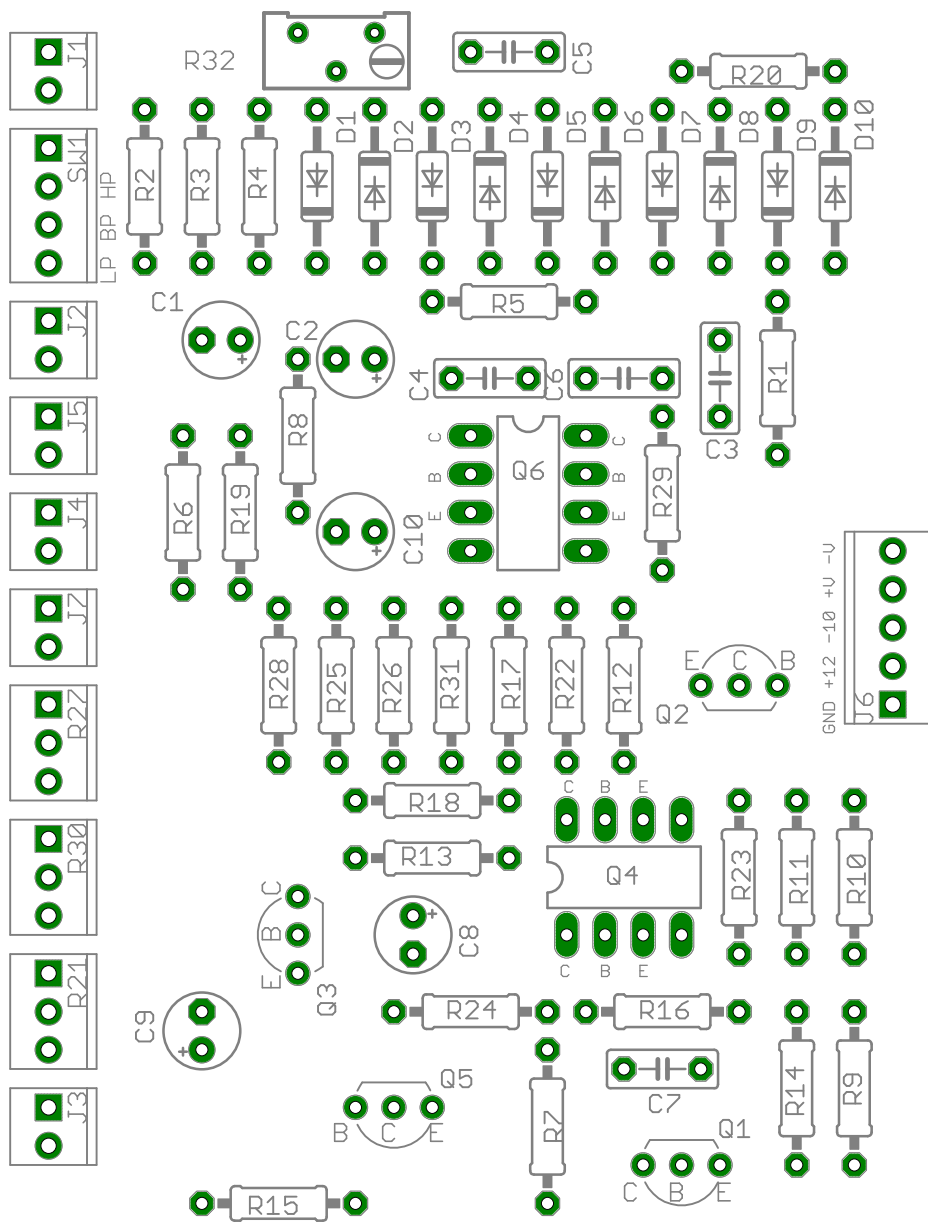 J1
R32
C5
R20
SW1
HP
BP
LP
R2
R3
R4
D1
D2
D3
D4
D5
D6
D7
D8
D9
D10
J2
C1
+
C2
+
R5
C4
C6
C3
R1
J5
R8
C
B
E
Q6
C
B
E
R29
R6
R19
C10
+
J4
J7
-V
+V
-10
+12
GND
J6
R28
R25
R26
R31
R17
R22
R12
E
C
B
Q2
R27
R18
R13
C
B
E
Q4
C
B
E
R23
R11
R10
R30
C
B
E
Q3
+
C8
R21
C9
+
R24
R16
C7
R14
R9
R7
J3
Q5
B
C
E
Q1
C
B
E
R15